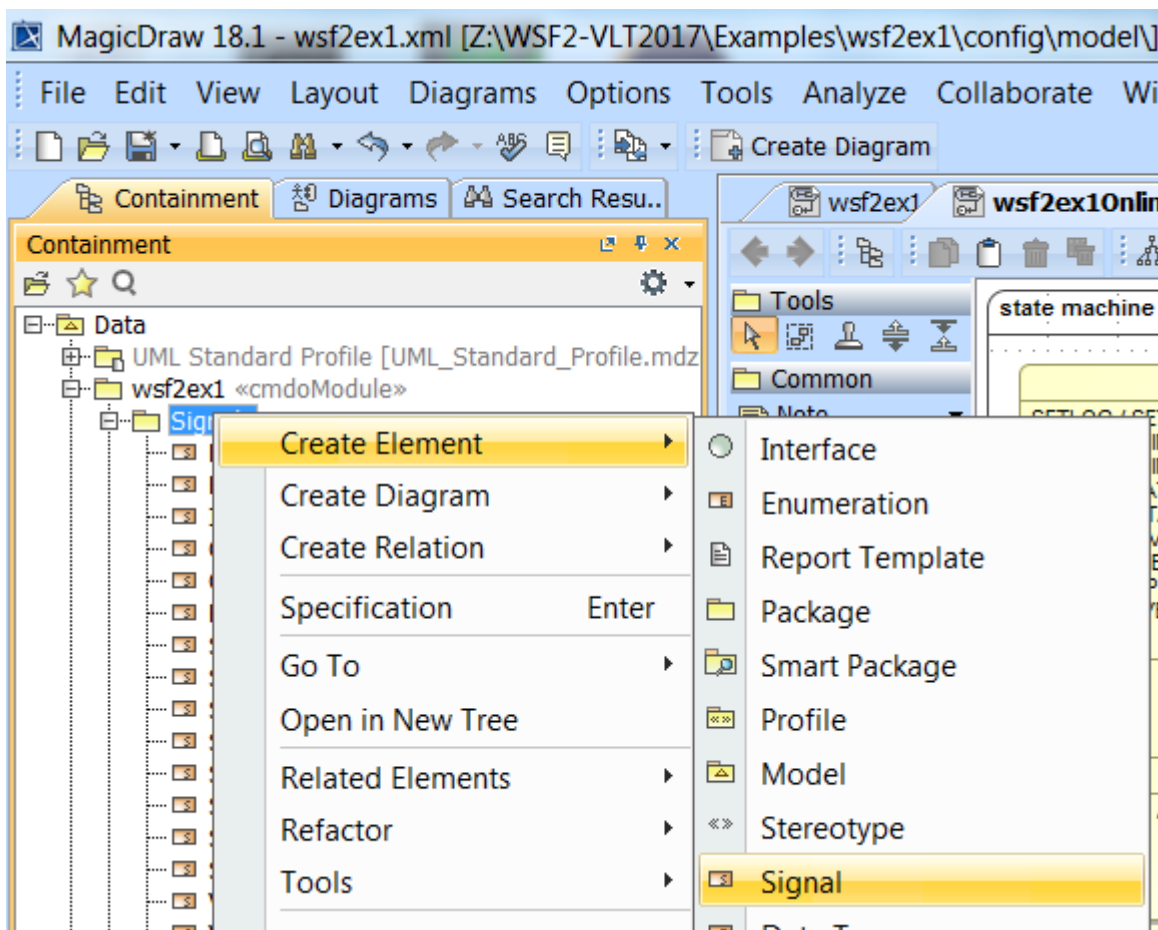 MagicDraw 18.1 - wsf2ex1.xml [Z:\WSF2-VLT2017\Examples\wsf2ex1\config\model\]
File Edit View Layout Diagrams Options Tools Analyze Collaborate Wi
Create Diagram
Containment Diagrams Search Resu..
wsf2ex1 wsf2ex1Onlin
Containment
Tools
state machine
Data
UML Standard Profile [UML_Standard_Profile.mdz
Common
wsf2ex1 «cmdoModule»
Note
Create Element
Create Diagram
Create Relation
Specification Enter
Go To
Open in New Tree
Related Elements
Refactor
Tools
Interface
Enumeration
Report Template
Package
Smart Package
Profile
Model
Stereotype
Signal